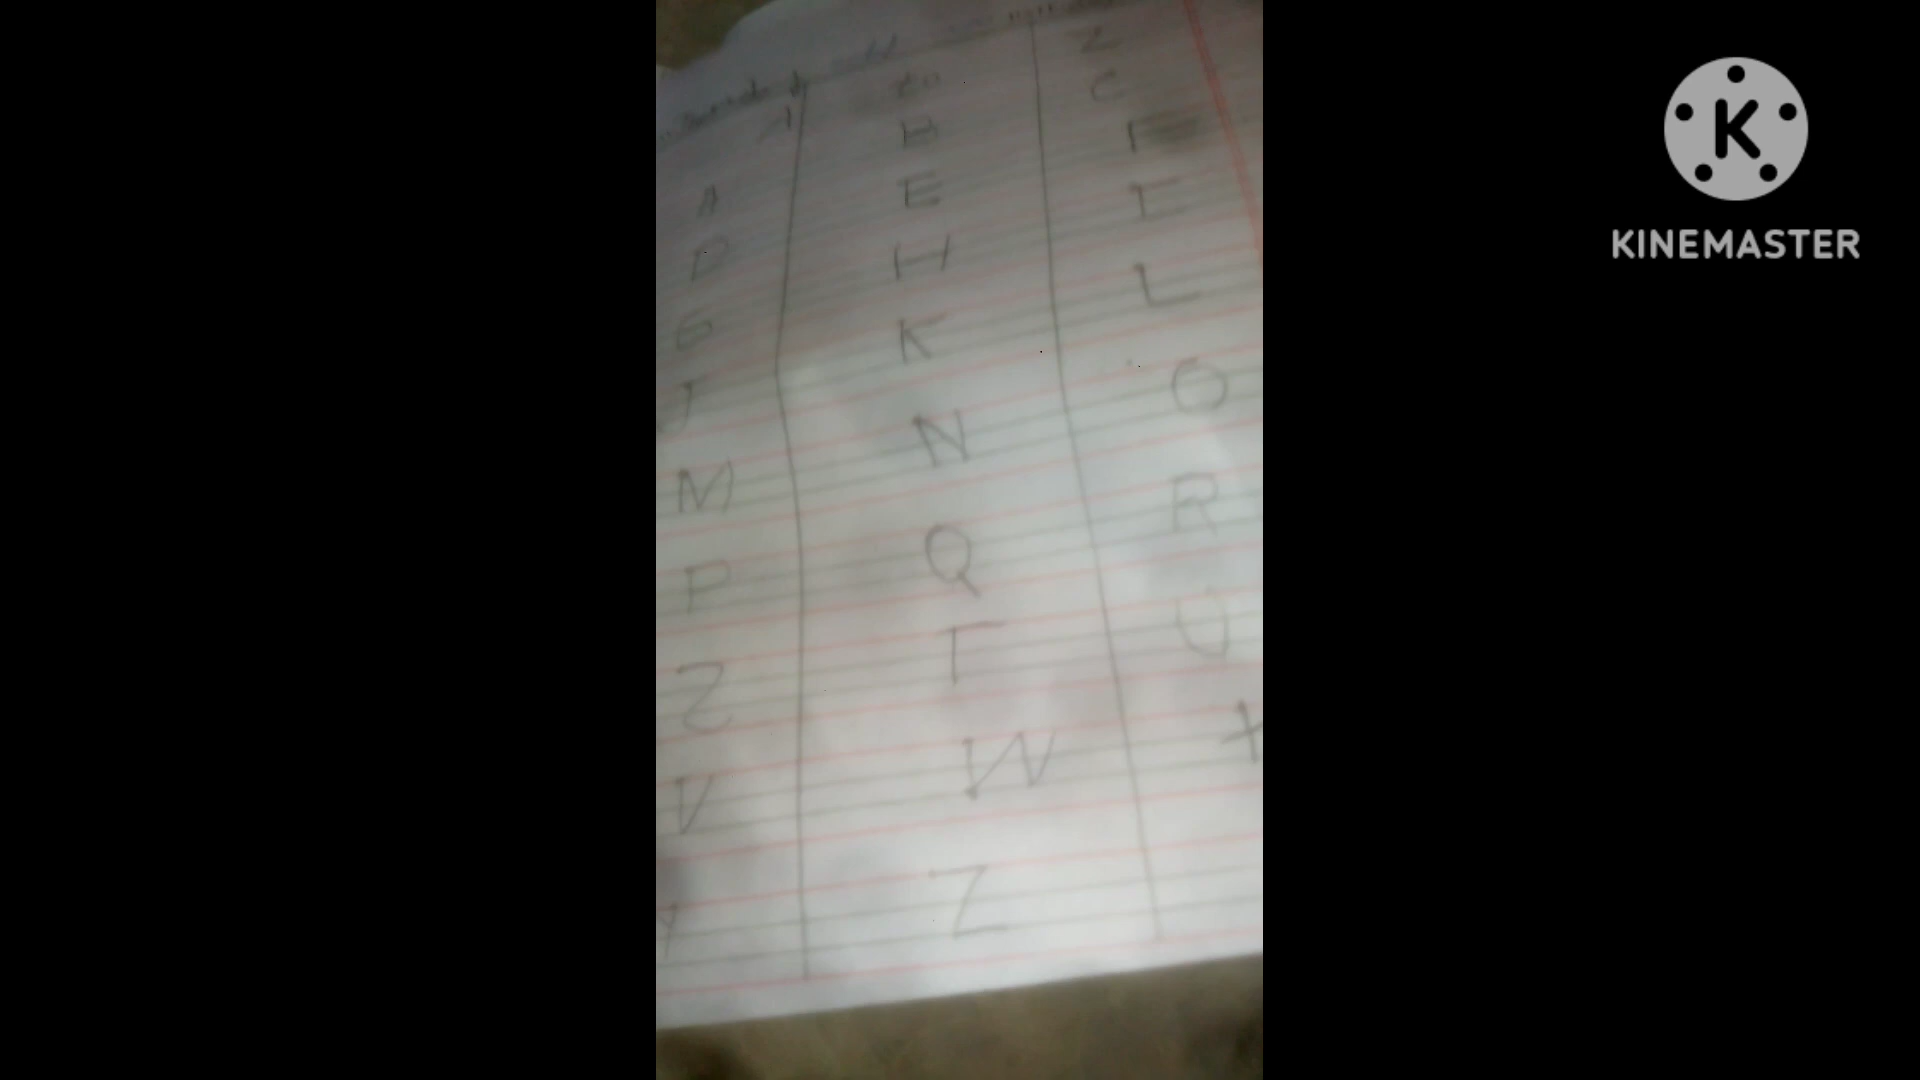 A B C
D E F
G H I
J K L
M N O
P Q R
Z T U
V W X
Y Z
KINEMASTER